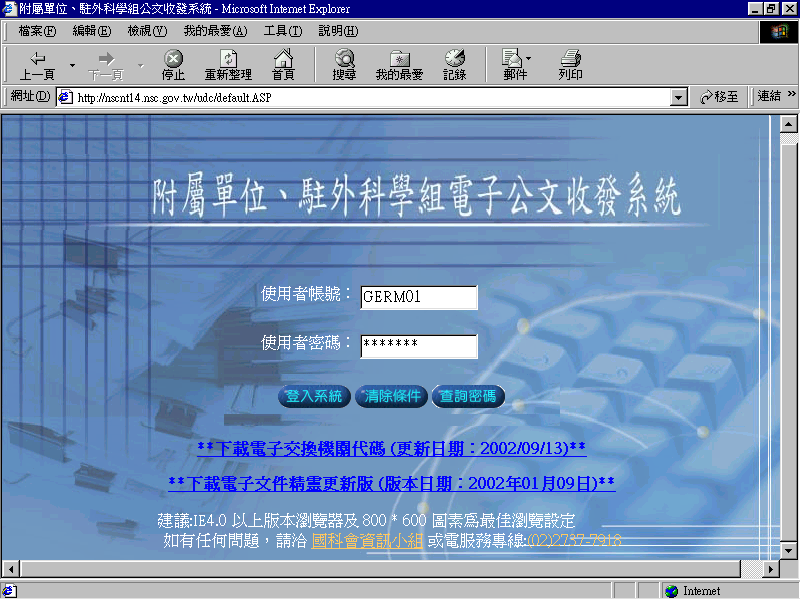 附屬單位、駐外科學組公文收發系統 - Microsoft Internet Explorer
檔案(F) 編輯(E) 檢視(V) 我的最愛(A) 工具(T) 說明(H)
上一頁 下一頁 停止 重新整理 首頁 搜尋 我的最愛 記錄 郵件 列印
網址(D) http://nscnt14.nsc.gov.tw/udc/default.ASP 移至 連結 »
附屬單位、駐外科學組電子公文收發系統
使用者帳號： GERM01
使用者密碼： *******
登入系統 清除條件 查詢密碼
**下載電子交換機關代碼 (更新日期：2002/09/13)**
**下載電子文件精靈更新版 (版本日期：2002年01月09日)**
建議:IE4.0 以上版本瀏覽器及 800 * 600 圖素為最佳瀏覽設定
如有任何問題，請洽 國科會資訊小組 或電服務專線:(02)2737-7918
Internet